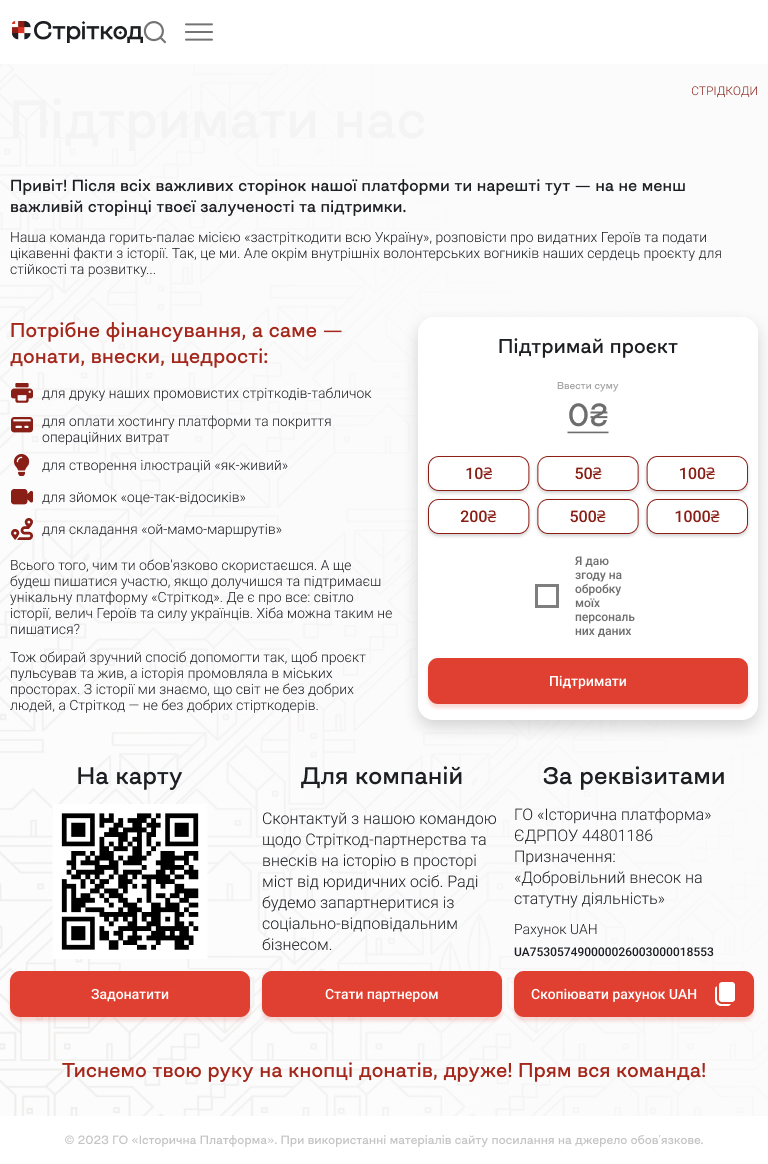 Стріткод
СТРІДКОДИ
Підтримати нас
Привіт! Після всіх важливих сторінок нашої платформи ти нарешті тут — на не менш
важливій сторінці твоєї залученості та підтримки.
Наша команда горить-палає місією «застріткодити всю Україну», розповісти про видатних Героїв та подати
цікавенні факти з історії. Так, це ми. Але окрім внутрішніх волонтерських вогників наших сердець проєкту для
стійкості та розвитку...
Потрібне фінансування, а саме —
донати, внески, щедрості:
для друку наших промовистих стріткодів-табличок
для оплати хостингу платформи та покриття
операційних витрат
для створення ілюстрацій «як-живий»
для зйомок «оце-так-відосиків»
для складання «ой-мамо-маршрутів»
Всього того, чим ти обов'язково скористаєшся. А ще
будеш пишатися участю, якщо долучишся та підтримаєш
унікальну платформу «Стріткод». Де є про все: світло
історії, велич Героїв та силу українців. Хіба можна таким не
пишатися?
Тож обирай зручний спосіб допомогти так, щоб проєкт
пульсував та жив, а історія промовляла в міських
просторах. З історії ми знаємо, що світ не без добрих
людей, а Стріткод — не без добрих стірткодерів.
Підтримай проєкт
Ввести суму
0₴
10₴
50₴
100₴
200₴
500₴
1000₴
Я даю
згоду на
обробку
моїх
персональ
них даних
Підтримати
На карту
Задонатити
Для компаній
Сконтактуй з нашою командою
щодо Стріткод-партнерства та
внесків на історію в просторі
міст від юридичних осіб. Раді
будемо запартнеритися із
соціально-відповідальним
бізнесом.
Стати партнером
За реквізитами
ГО «Історична платформа»
ЄДРПОУ 44801186
Призначення:
«Добровільний внесок на
статутну діяльність»
Рахунок UAH
UA753057490000026003000018553
Скопіювати рахунок UAH
Тиснемо твою руку на кнопці донатів, друже! Прям вся команда!
© 2023 ГО «Історична Платформа». При використанні матеріалів сайту посилання на джерело обов'язкове.